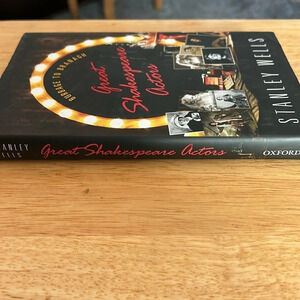 BURBAGE TO BRANAGH
Great
Shakespeare
Actors
STANLEY WELLS
STANLEY
WELLS
Great Shakespeare Actors
OXFORD